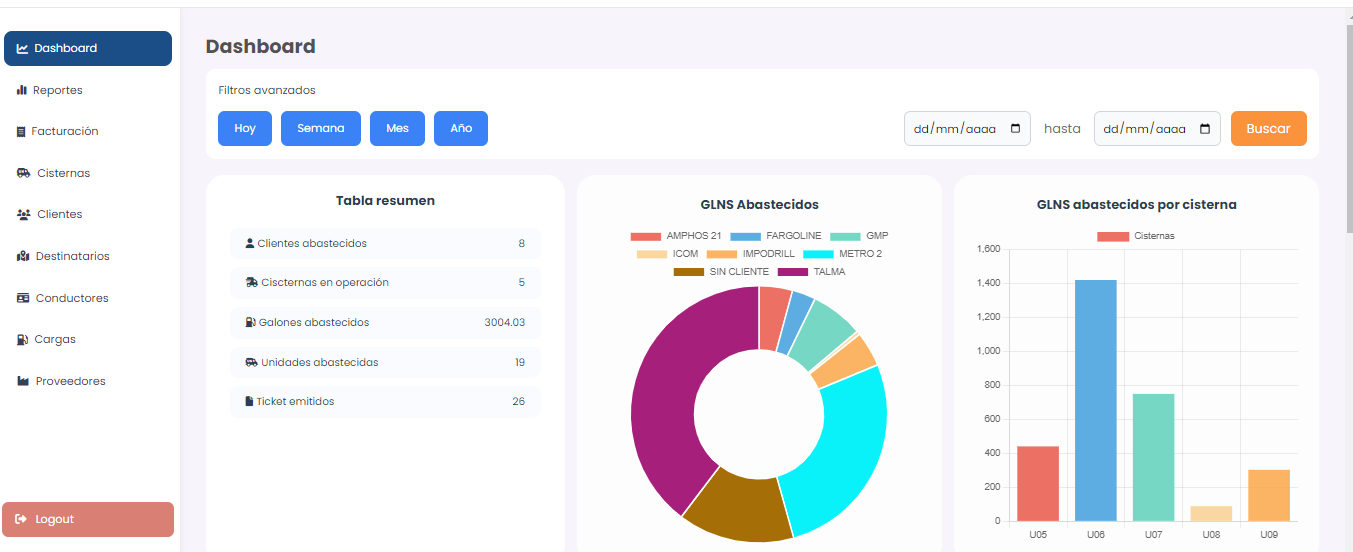 Dashboard
Reportes
Facturación
Cisternas
Clientes
Destinatarios
Conductores
Cargas
Proveedores
Logout
Dashboard
Filtros avanzados
Hoy Semana Mes Año dd/mm/aaaa hasta dd/mm/aaaa Buscar
Tabla resumen
Clientes abastecidos 8
Ciscternas en operación 5
Galones abastecidos 3004.03
Unidades abastecidas 19
Ticket emitidos 26
GLNS Abastecidos
AMPHOS 21 FARGOLINE GMP
ICOM IMPODRILL METRO 2
SIN CLIENTE TALMA
GLNS abastecidos por cisterna
Cisternas
1,600
1,400
1,200
1,000
800
600
400
200
0
U05 U06 U07 U08 U09